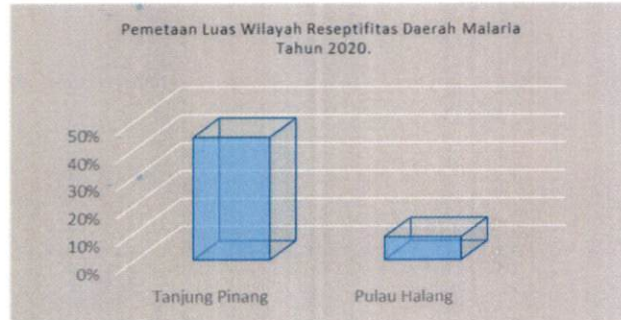 Pemetaan Luas Wilayah Reseptifitas Daerah Malaria
Tahun 2020.
50%
40%
30%
20%
10%
0%
Tanjung Pinang
Pulau Halang